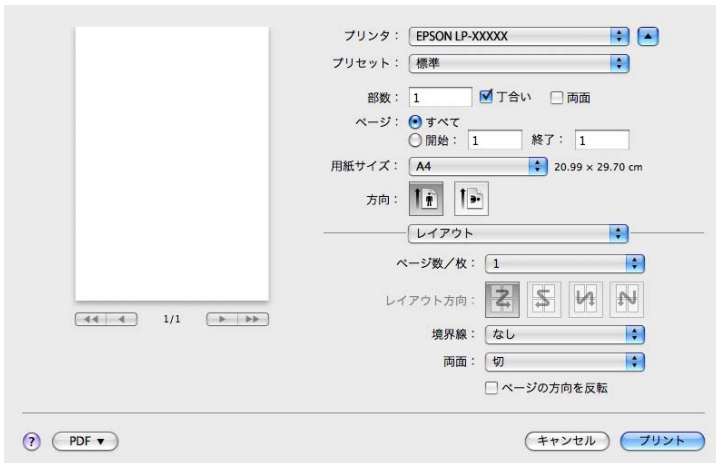 プリンタ： EPSON LP-XXXXX
プリセット： 標準
部数： 1 丁合い 両面
ページ： すべて
開始： 1 終了： 1
用紙サイズ： A4 20.99 × 29.70 cm
方向：
レイアウト
ページ数／枚： 1
レイアウト方向：
境界線： なし
両面： 切
ページの方向を反転
1/1
? PDF ▼ キャンセル プリント